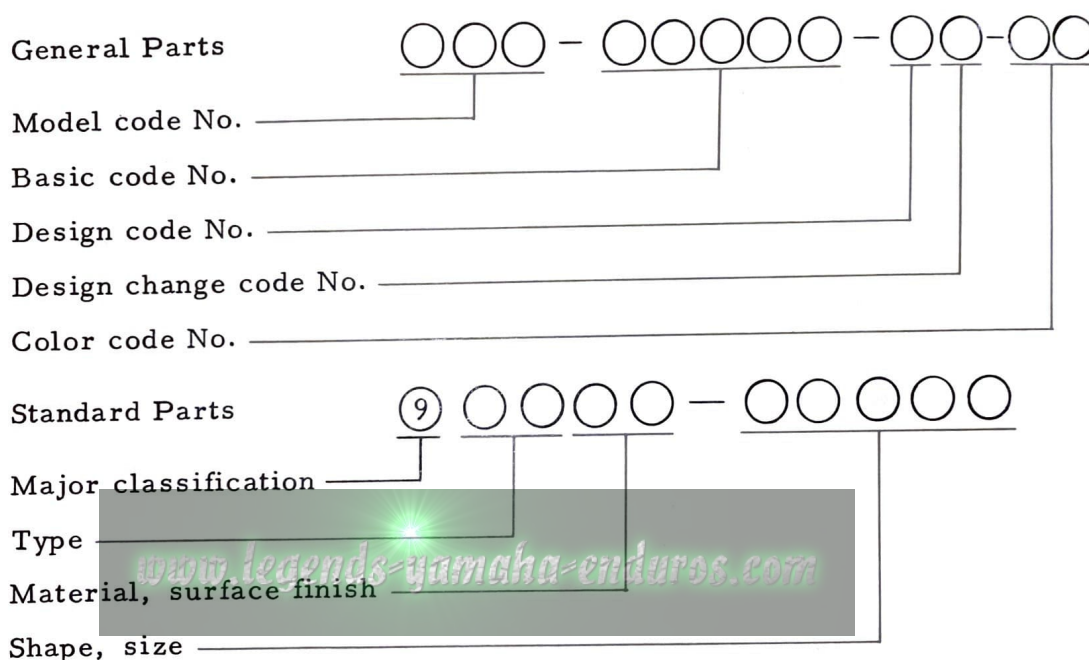 General Parts ○○○ – ○○○○○ – ○○-○○
Model code No.
Basic code No.
Design code No.
Design change code No.
Color code No.
Standard Parts ⑨○○○○ – ○○○○○
Major classification
Type
www.legends-yamaha-enduros.com
Material, surface finish
Shape, size